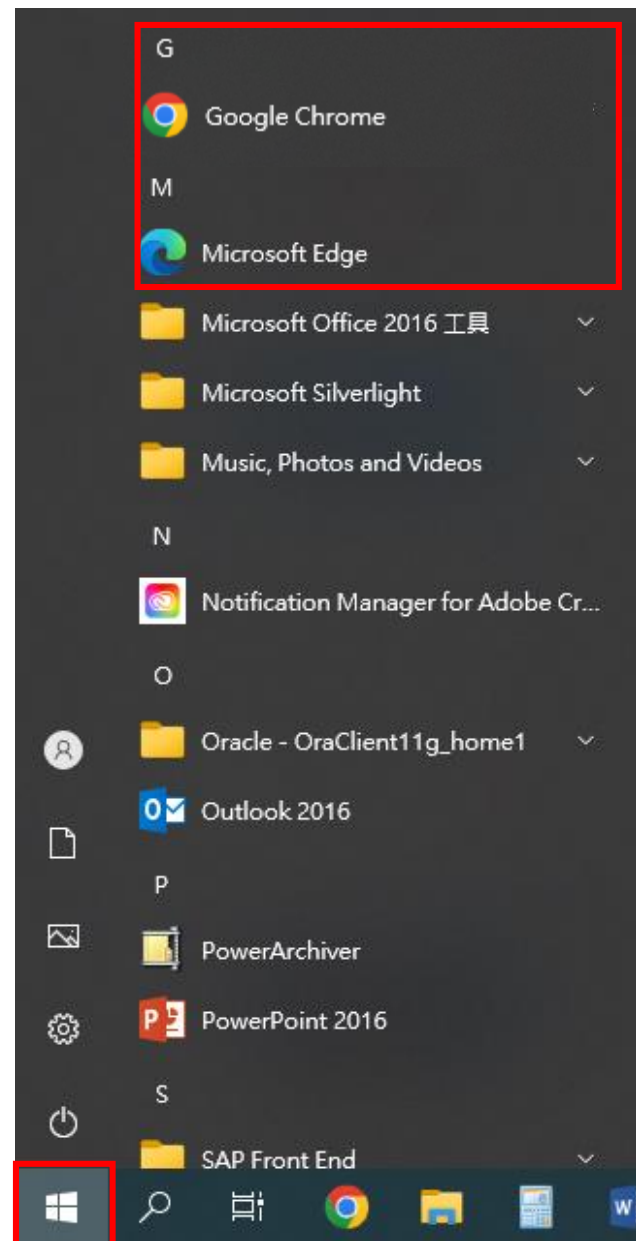 G
Google Chrome
M
Microsoft Edge
Microsoft Office 2016 工具
Microsoft Silverlight
Music, Photos and Videos
N
Notification Manager for Adobe Cr...
O
Oracle - OraClient11g_home1
Outlook 2016
P
PowerArchiver
PowerPoint 2016
S
SAP Front End